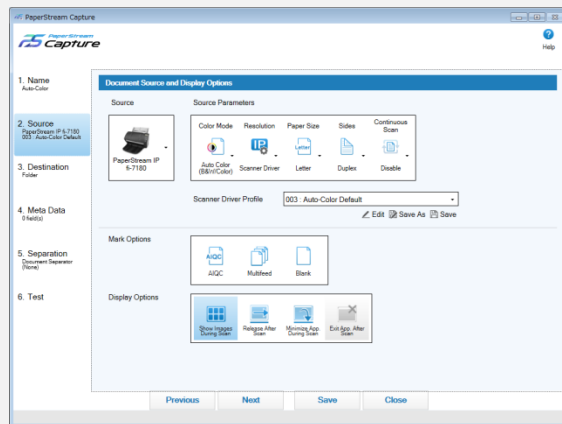 PaperStream Capture
PaperStream
Capture
Help
1. Name
Auto-Color
2. Source
PaperStream IP fi-7180
003 : Auto-Color Default
3. Destination
Folder
4. Meta Data
0 field(s)
5. Separation
Document Separator
(None)
6. Test
Document Source and Display Options
Source
PaperStream IP
fi-7180
Source Parameters
Color Mode
Auto Color
(B&n//Color)
Resolution
IP
Scanner Driver
Paper Size
Letter
Letter
Sides
Duplex
Continuous
Scan
Disable
Scanner Driver Profile
003 : Auto-Color Default
Edit
Save As
Save
Mark Options
AIQC
AIQC
Multifeed
Blank
Display Options
Show Images
During Scan
Release After
Scan
Minimize App.
During Scan
Exit App. After
Scan
Previous
Next
Save
Close